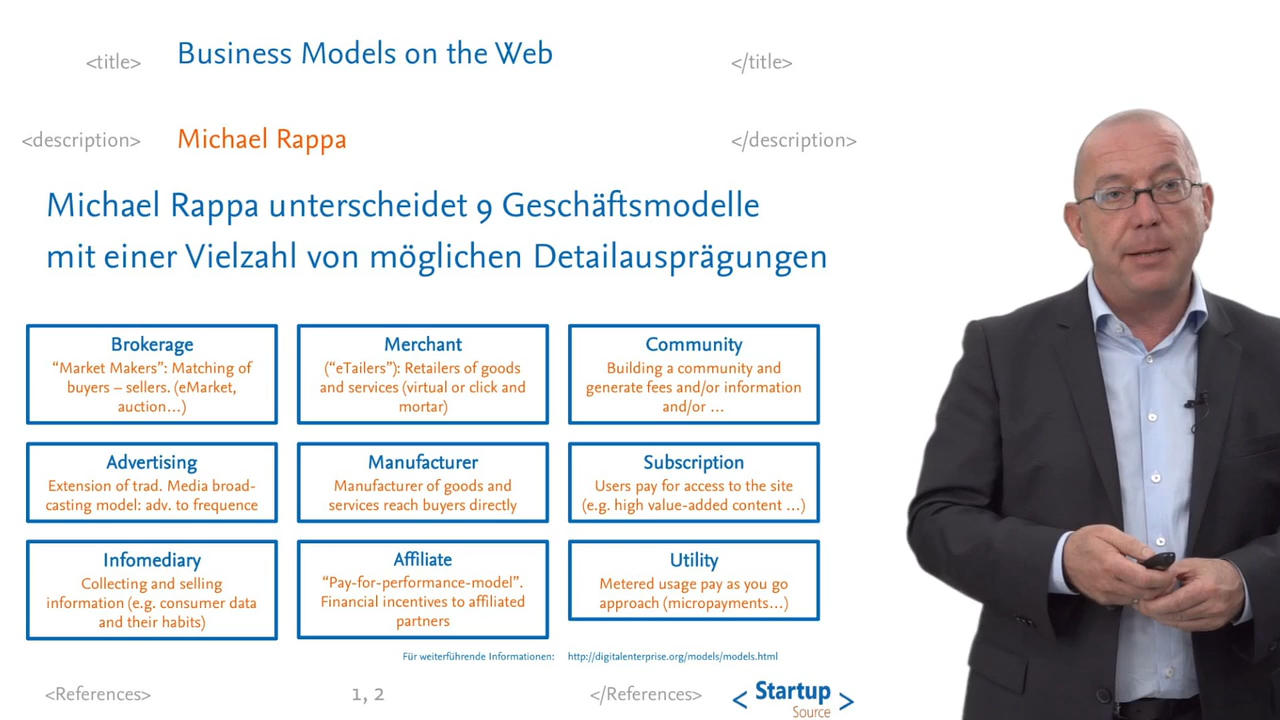 <title> Business Models on the Web </title>
<description> Michael Rappa </description>
Michael Rappa unterscheidet 9 Geschäftsmodelle
mit einer Vielzahl von möglichen Detailausprägungen
Brokerage
“Market Makers”: Matching of
buyers – sellers. (eMarket,
auction…)
Merchant
(“eTailers”): Retailers of goods
and services (virtual or click and
mortar)
Community
Building a community and
generate fees and/or information
and/or …
Advertising
Extension of trad. Media broad-
casting model: adv. to frequence
Manufacturer
Manufacturer of goods and
services reach buyers directly
Subscription
Users pay for access to the site
(e.g. high value-added content …)
Infomediary
Collecting and selling
information (e.g. consumer data
and their habits)
Affiliate
“Pay-for-performance-model”.
Financial incentives to affiliated
partners
Utility
Metered usage pay as you go
approach (micropayments…)
Für weiterführende Informationen: http://digitalenterprise.org/models/models.html
<References> 1, 2 </References>
< Startup >
Source